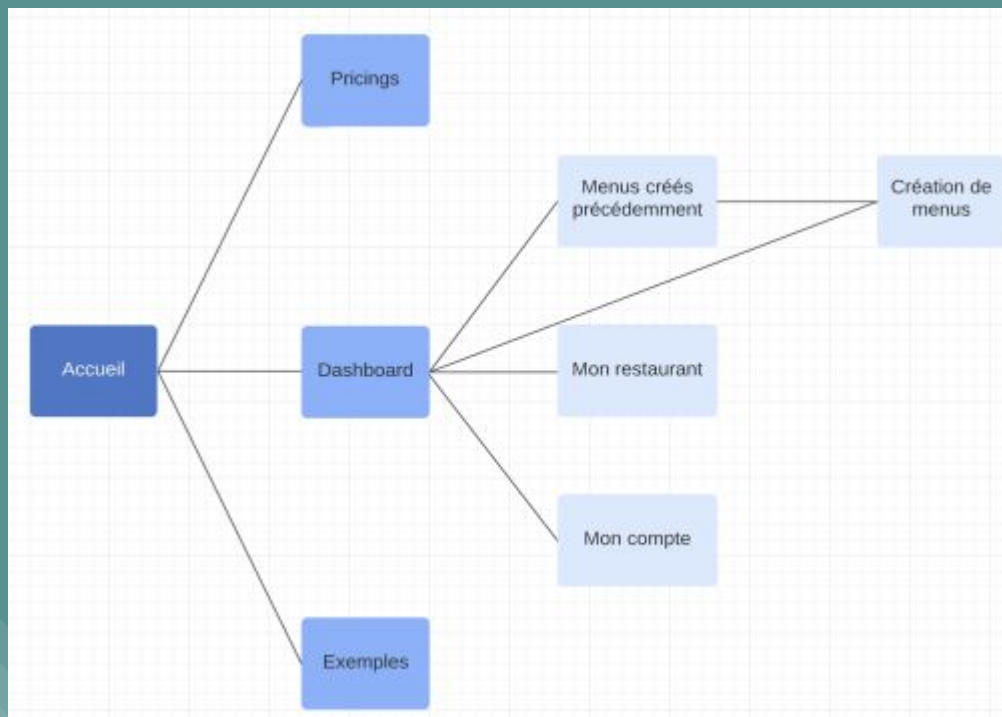 Pricings
Menus créés
précédemment
Création de
menus
Accueil
Dashboard
Mon restaurant
Mon compte
Exemples